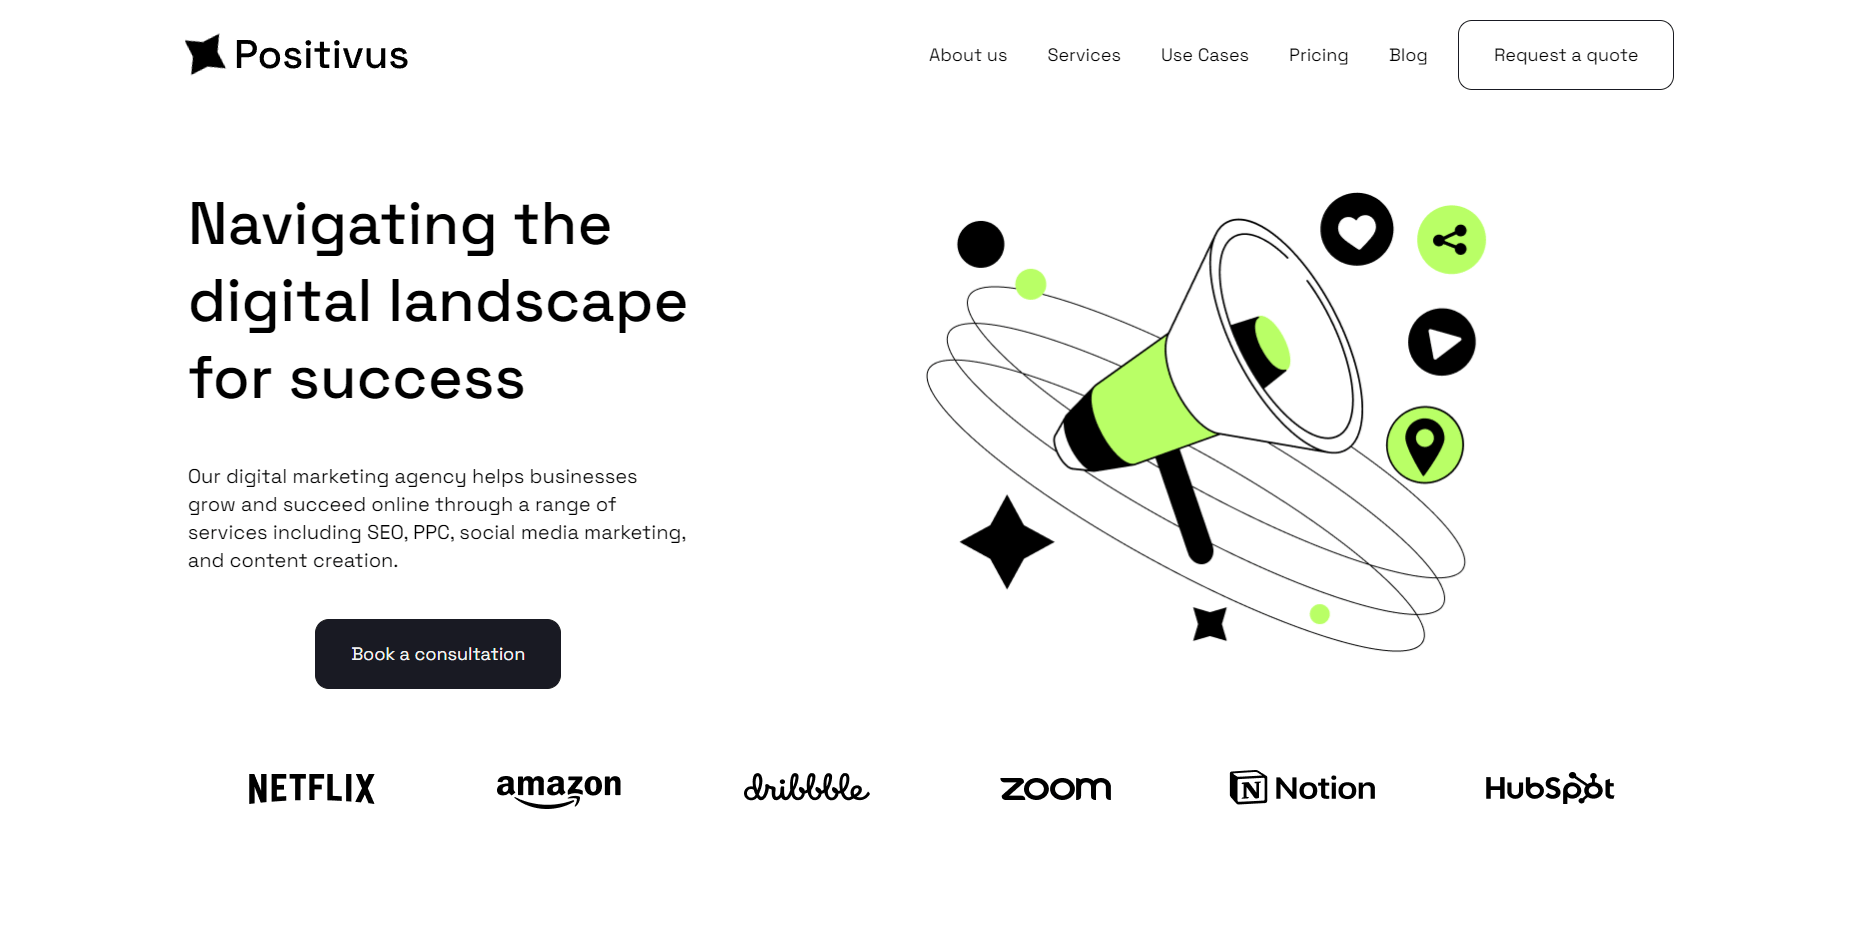 Positivus
About us Services Use Cases Pricing Blog Request a quote
Navigating the
digital landscape
for success
Our digital marketing agency helps businesses
grow and succeed online through a range of
services including SEO, PPC, social media marketing,
and content creation.
Book a consultation
NETFLIX amazon dribbble zoom N Notion HubSpot